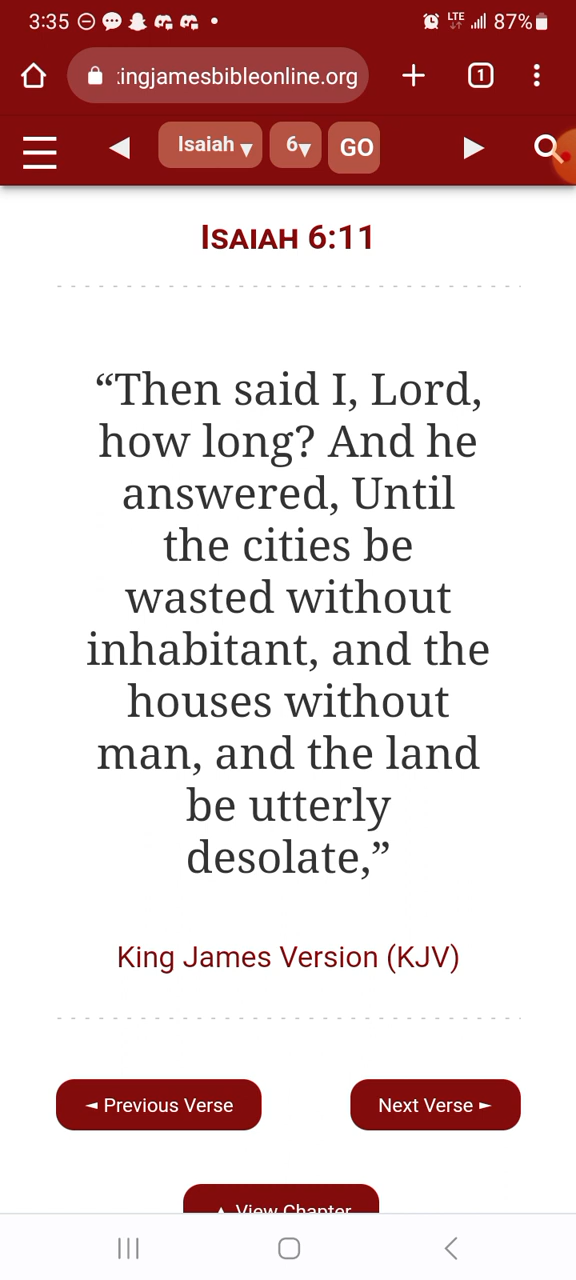 3:35 LTE 87%
:ingjamesbibleonline.org 1
Isaiah ▼ 6▼ GO
ISAIAH 6:11
“Then said I, Lord,
how long? And he
answered, Until
the cities be
wasted without
inhabitant, and the
houses without
man, and the land
be utterly
desolate,”
King James Version (KJV)
◄ Previous Verse Next Verse ►
▲ View Chapter